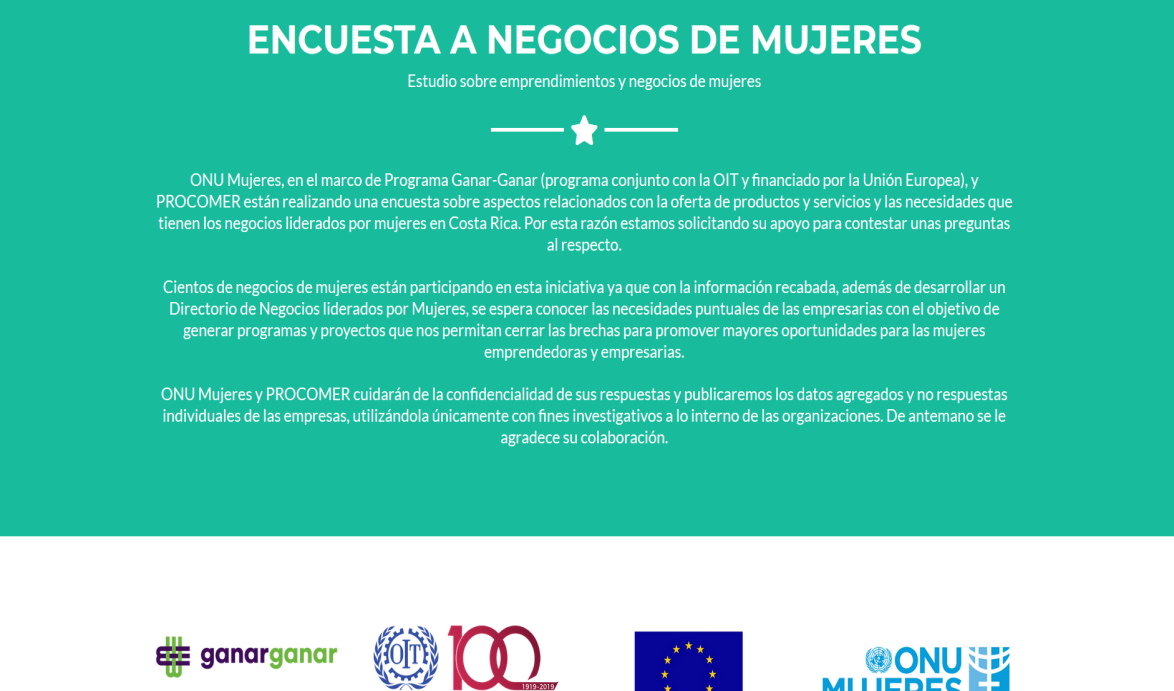 ENCUESTA A NEGOCIOS DE MUJERES
Estudio sobre emprendimientos y negocios de mujeres
ONU Mujeres, en el marco de Programa Ganar-Ganar (programa conjunto con la OIT y financiado por la Unión Europea), y
PROCOMER están realizando una encuesta sobre aspectos relacionados con la oferta de productos y servicios y las necesidades que
tienen los negocios liderados por mujeres en Costa Rica. Por esta razón estamos solicitando su apoyo para contestar unas preguntas
al respecto.
Cientos de negocios de mujeres están participando en esta iniciativa ya que con la información recabada, además de desarrollar un
Directorio de Negocios liderados por Mujeres, se espera conocer las necesidades puntuales de las empresarias con el objetivo de
generar programas y proyectos que nos permitan cerrar las brechas para promover mayores oportunidades para las mujeres
emprendedoras y empresarias.
ONU Mujeres y PROCOMER cuidarán de la confidencialidad de sus respuestas y publicaremos los datos agregados y no respuestas
individuales de las empresas, utilizándola únicamente con fines investigativos a lo interno de las organizaciones. De antemano se le
agradece su colaboración.
ganarganar
OIT 100
1919-2019
ONU
MUJERES